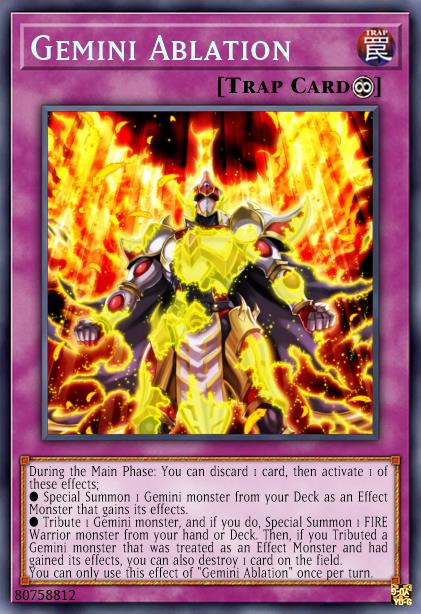 Gemini Ablation
TRAP
罠
[Trap Card]
During the Main Phase: You can discard 1 card, then activate 1 of
these effects;
● Special Summon 1 Gemini monster from your Deck as an Effect
Monster that gains its effects.
● Tribute 1 Gemini monster, and if you do, Special Summon 1 FIRE
Warrior monster from your hand or Deck. Then, if you Tributed a
Gemini monster that was treated as an Effect Monster and had
gained its effects, you can also destroy 1 card on the field.
You can only use this effect of "Gemini Ablation" once per turn.
80758812